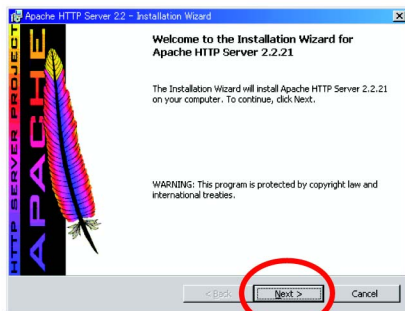 Apache HTTP Server 2.2 - Installation Wizard
HTTP SERVER PROJECT
APACHE
Welcome to the Installation Wizard for
Apache HTTP Server 2.2.21
The Installation Wizard will install Apache HTTP Server 2.2.21
on your computer. To continue, click Next.
WARNING: This program is protected by copyright law and
international treaties.
< Back
Next >
Cancel